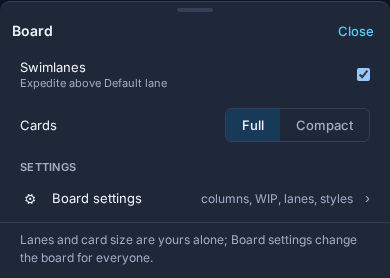 Board Close
Swimlanes
Expedite above Default lane
Cards Full Compact
SETTINGS
Board settings columns, WIP, lanes, styles ›
Lanes and card size are yours alone; Board settings change
the board for everyone.